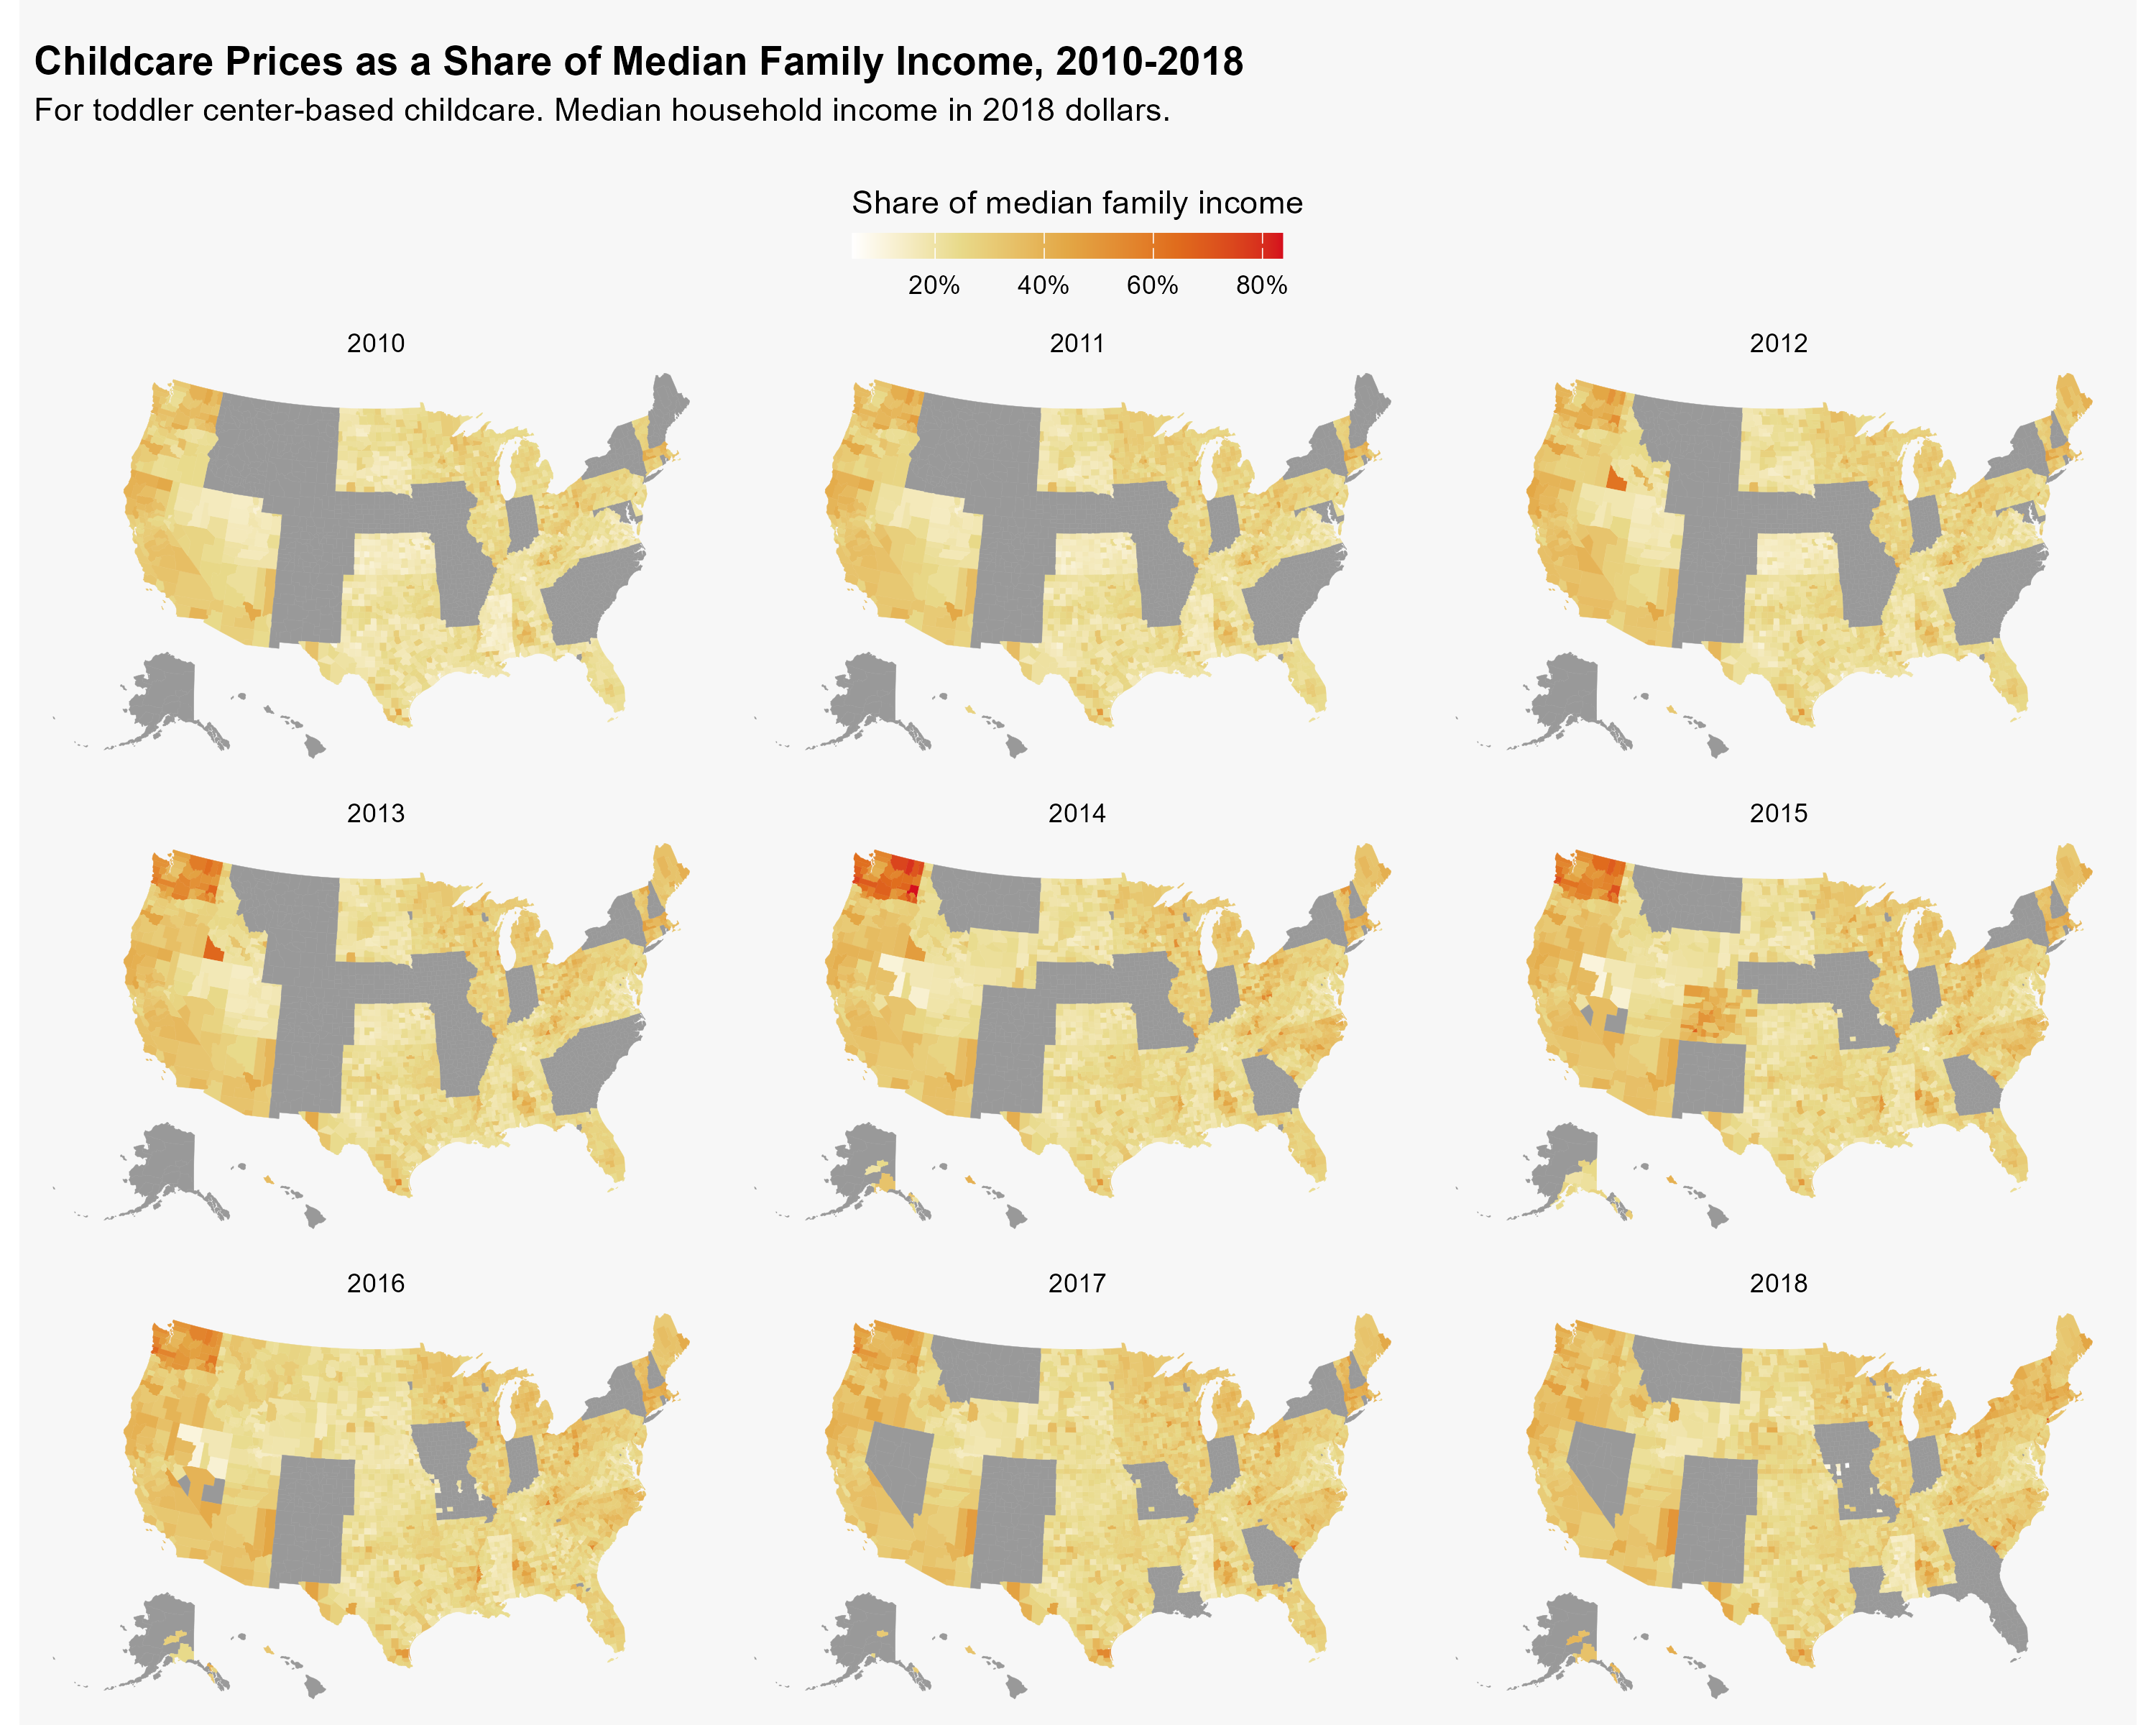 Childcare Prices as a Share of Median Family Income, 2010-2018
For toddler center-based childcare. Median household income in 2018 dollars.
Share of median family income
20% 40% 60% 80%
2010 2011 2012
2013 2014 2015
2016 2017 2018